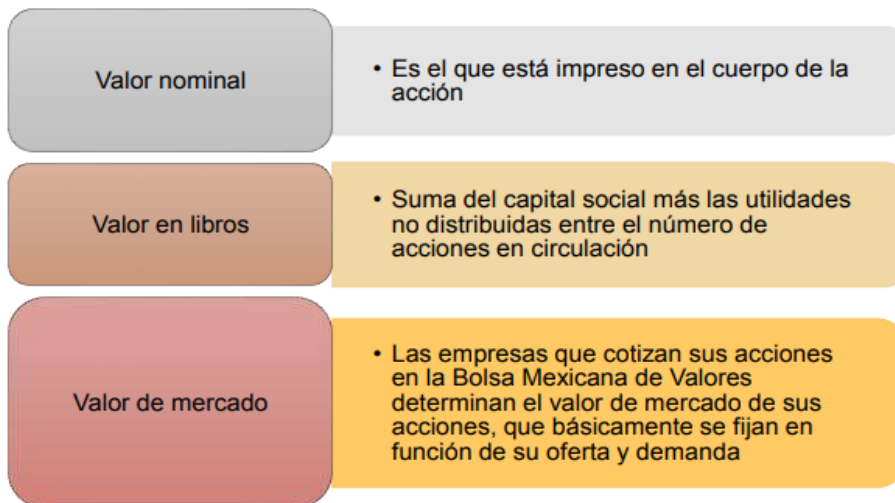 Valor nominal
• Es el que está impreso en el cuerpo de la
acción
Valor en libros
• Suma del capital social más las utilidades
no distribuidas entre el número de
acciones en circulación
Valor de mercado
• Las empresas que cotizan sus acciones
en la Bolsa Mexicana de Valores
determinan el valor de mercado de sus
acciones, que básicamente se fijan en
función de su oferta y demanda